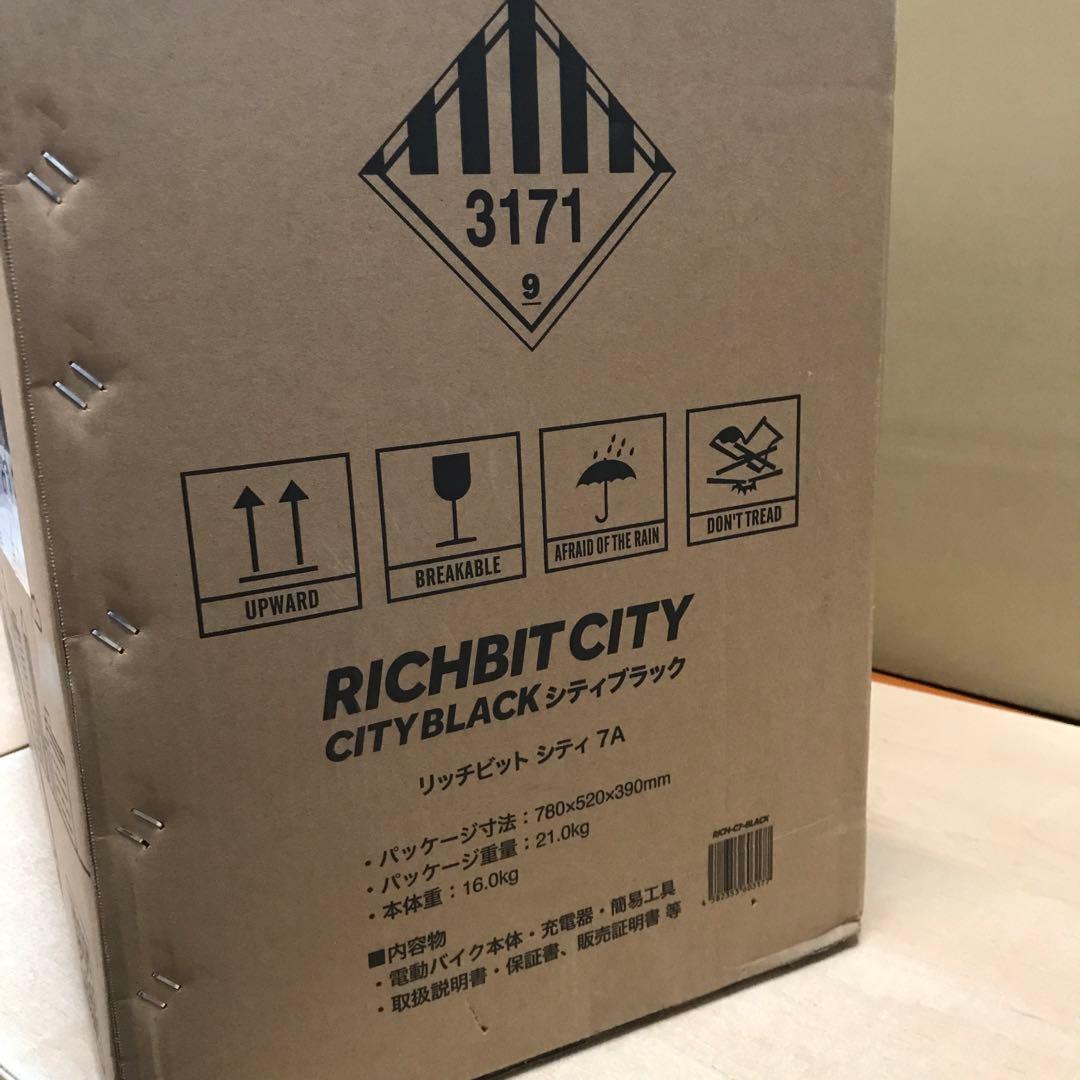 3171
9
UPWARD
BREAKABLE
AFRAID OF THE RAIN
DON'T TREAD
RICHBIT CITY
CITY BLACK シティブラック
リッチビット シティ 7A
・パッケージ寸法：780×520×390mm
・パッケージ重量：21.0kg
・本体重：16.0kg
RICH-C7-BLACK
■内容物
・電動バイク本体・充電器・簡易工具
・取扱説明書・保証書、販売証明書 等